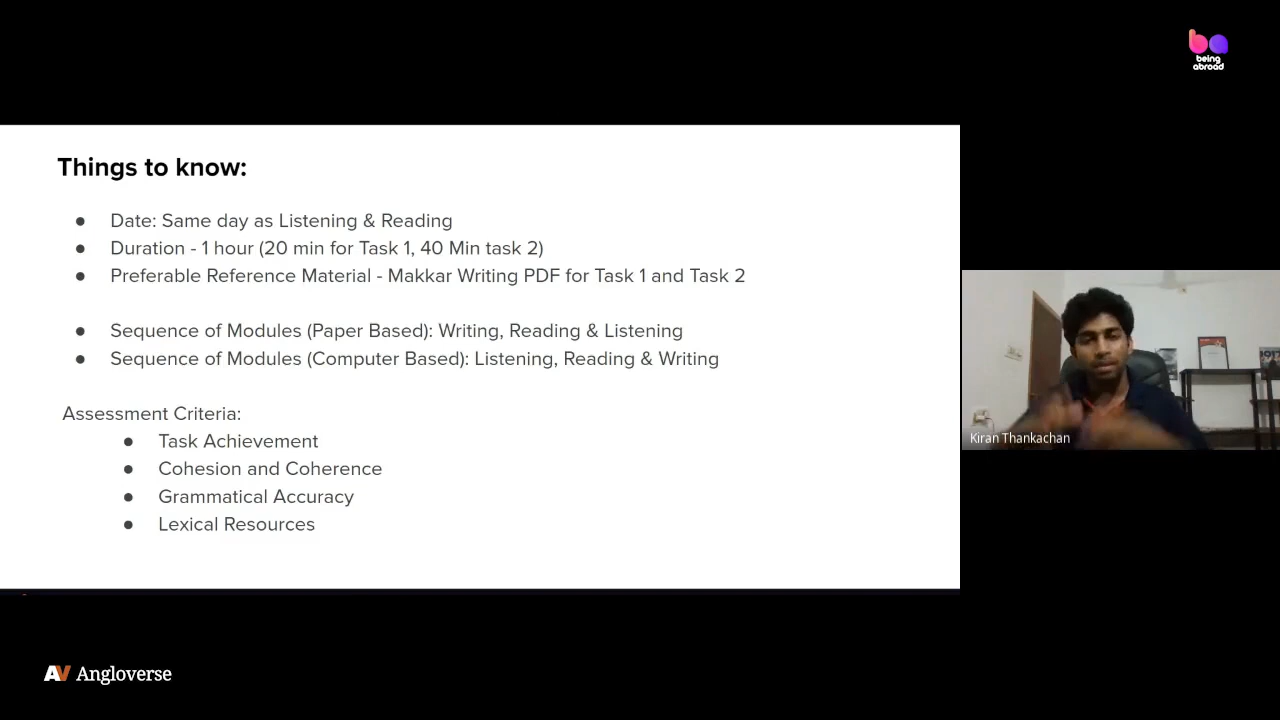 being
abroad
Things to know:
● Date: Same day as Listening & Reading
● Duration - 1 hour (20 min for Task 1, 40 Min task 2)
● Preferable Reference Material - Makkar Writing PDF for Task 1 and Task 2
● Sequence of Modules (Paper Based): Writing, Reading & Listening
● Sequence of Modules (Computer Based): Listening, Reading & Writing
Assessment Criteria:
● Task Achievement
● Cohesion and Coherence
● Grammatical Accuracy
● Lexical Resources
Kiran Thankachan
AV Angloverse